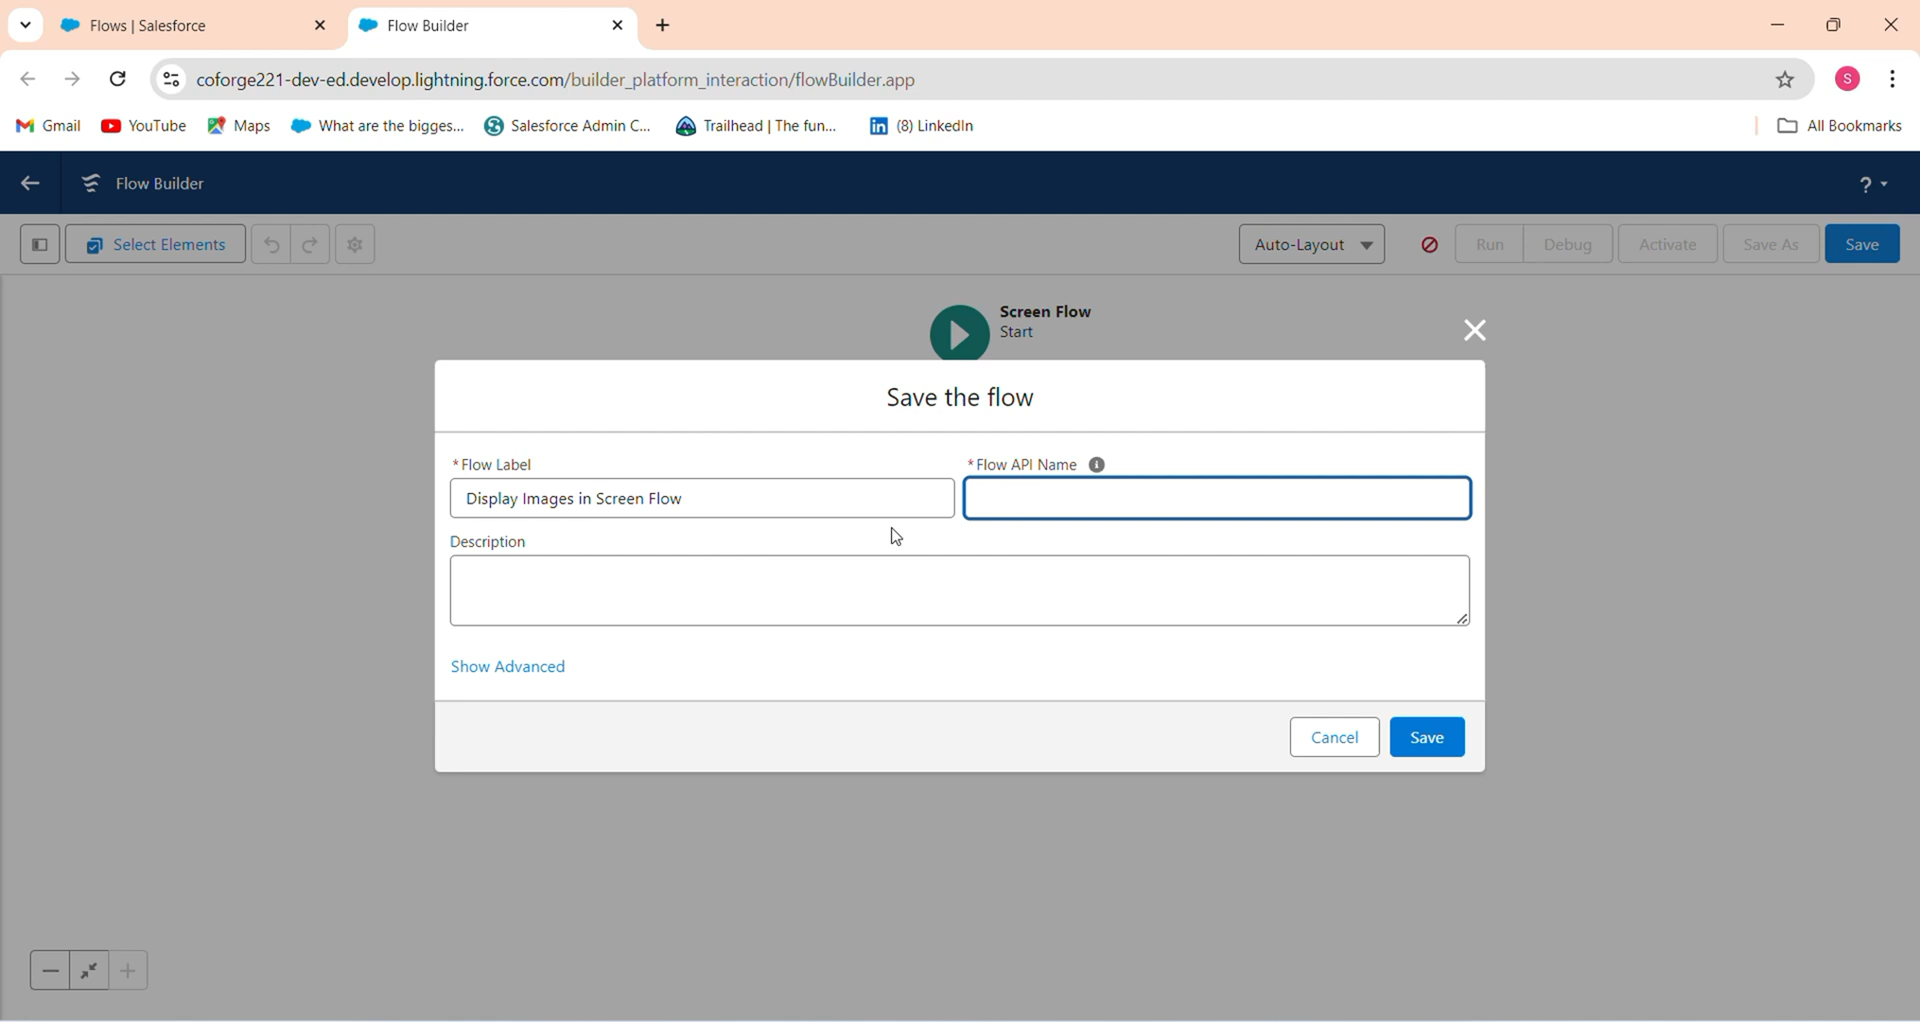 Flows | Salesforce
Flow Builder
coforge221-dev-ed.develop.lightning.force.com/builder_platform_interaction/flowBuilder.app
S
Gmail
YouTube
Maps
What are the bigges...
Salesforce Admin C...
Trailhead | The fun...
(8) LinkedIn
All Bookmarks
Flow Builder
?
Select Elements
Auto-Layout
Run
Debug
Activate
Save As
Save
Screen Flow
Start
Save the flow
*Flow Label
*Flow API Name
Display Images in Screen Flow
Description
Show Advanced
Cancel
Save